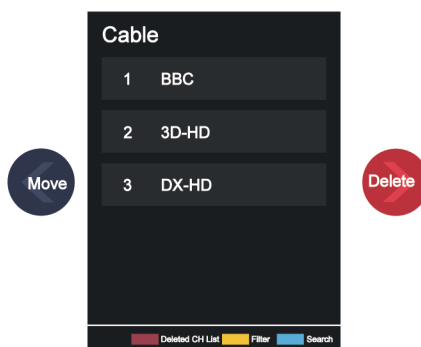 Cable
1 BBC
2 3D-HD
Move
Delete
3 DX-HD
Deleted CH List Filter Search